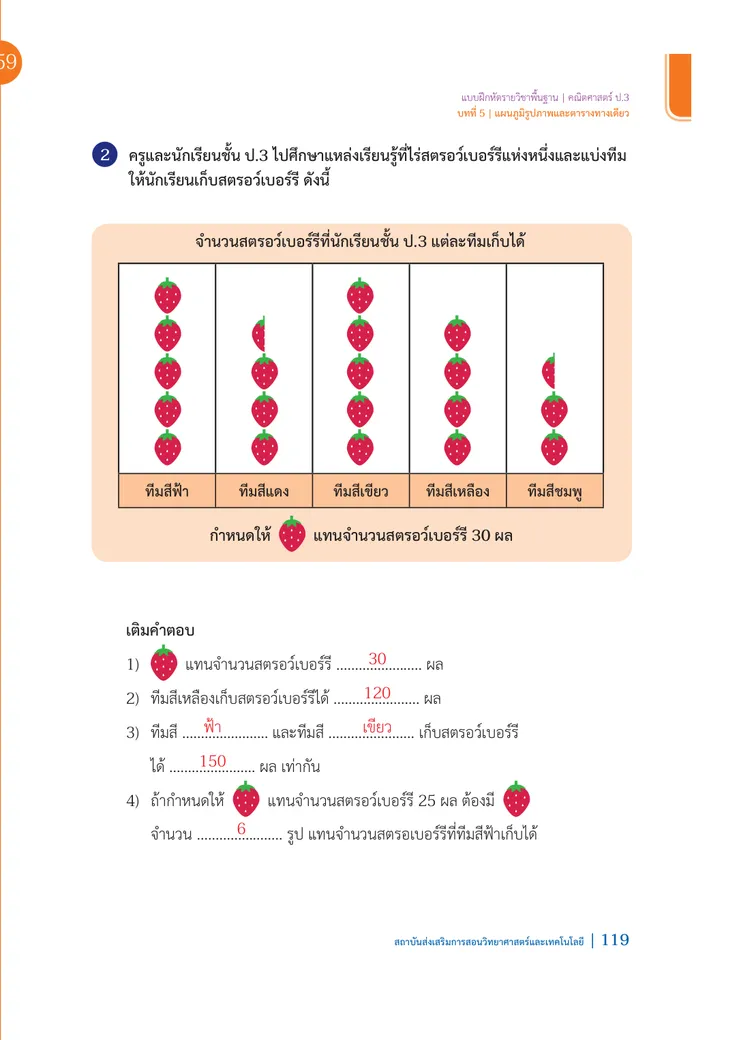 59
แบบฝึกหัดรายวิชาพื้นฐาน | คณิตศาสตร์ ป.3
บทที่ 5 | แผนภูมิรูปภาพและตารางทางเดียว
2 ครูและนักเรียนชั้น ป.3 ไปศึกษาแหล่งเรียนรู้ที่ไร่สตรอว์เบอร์รีแห่งหนึ่งและแบ่งทีม
ให้นักเรียนเก็บสตรอว์เบอร์รี ดังนี้
จำนวนสตรอว์เบอร์รีที่นักเรียนชั้น ป.3 แต่ละทีมเก็บได้
ทีมสีฟ้า ทีมสีแดง ทีมสีเขียว ทีมสีเหลือง ทีมสีชมพู
กำหนดให้ แทนจำนวนสตรอว์เบอร์รี 30 ผล
เติมคำตอบ
1) แทนจำนวนสตรอว์เบอร์รี ........30........ ผล
2) ทีมสีเหลืองเก็บสตรอว์เบอร์รีได้ ........120........ ผล
3) ทีมสี ........ฟ้า........ และทีมสี ........เขียว........ เก็บสตรอว์เบอร์รี
ได้ ........150........ ผล เท่ากัน
4) ถ้ากำหนดให้ แทนจำนวนสตรอว์เบอร์รี 25 ผล ต้องมี
จำนวน ........6........ รูป แทนจำนวนสตรอเบอร์รีที่ทีมสีฟ้าเก็บได้
สถาบันส่งเสริมการสอนวิทยาศาสตร์และเทคโนโลยี | 119